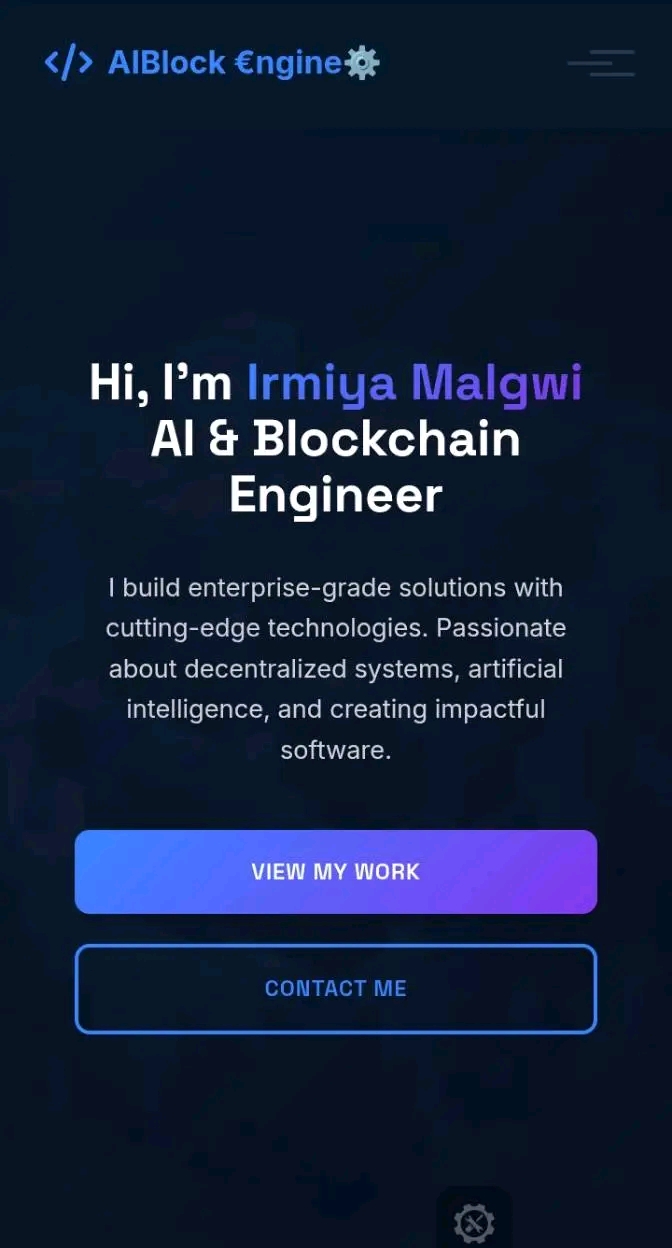 </> AIBlock €ngine⚙️
Hi, I'm Irmiya Malgwi
AI & Blockchain
Engineer
I build enterprise-grade solutions with
cutting-edge technologies. Passionate
about decentralized systems, artificial
intelligence, and creating impactful
software.
VIEW MY WORK
CONTACT ME